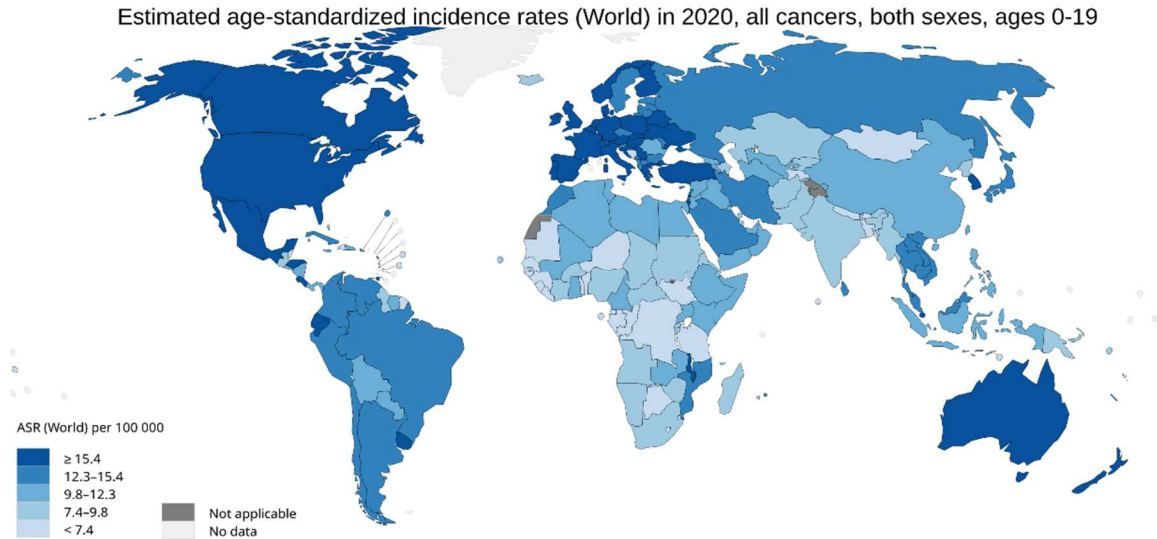 Estimated age-standardized incidence rates (World) in 2020, all cancers, both sexes, ages 0-19
ASR (World) per 100 000
≥ 15.4
12.3–15.4
9.8–12.3
7.4–9.8
< 7.4
Not applicable
No data